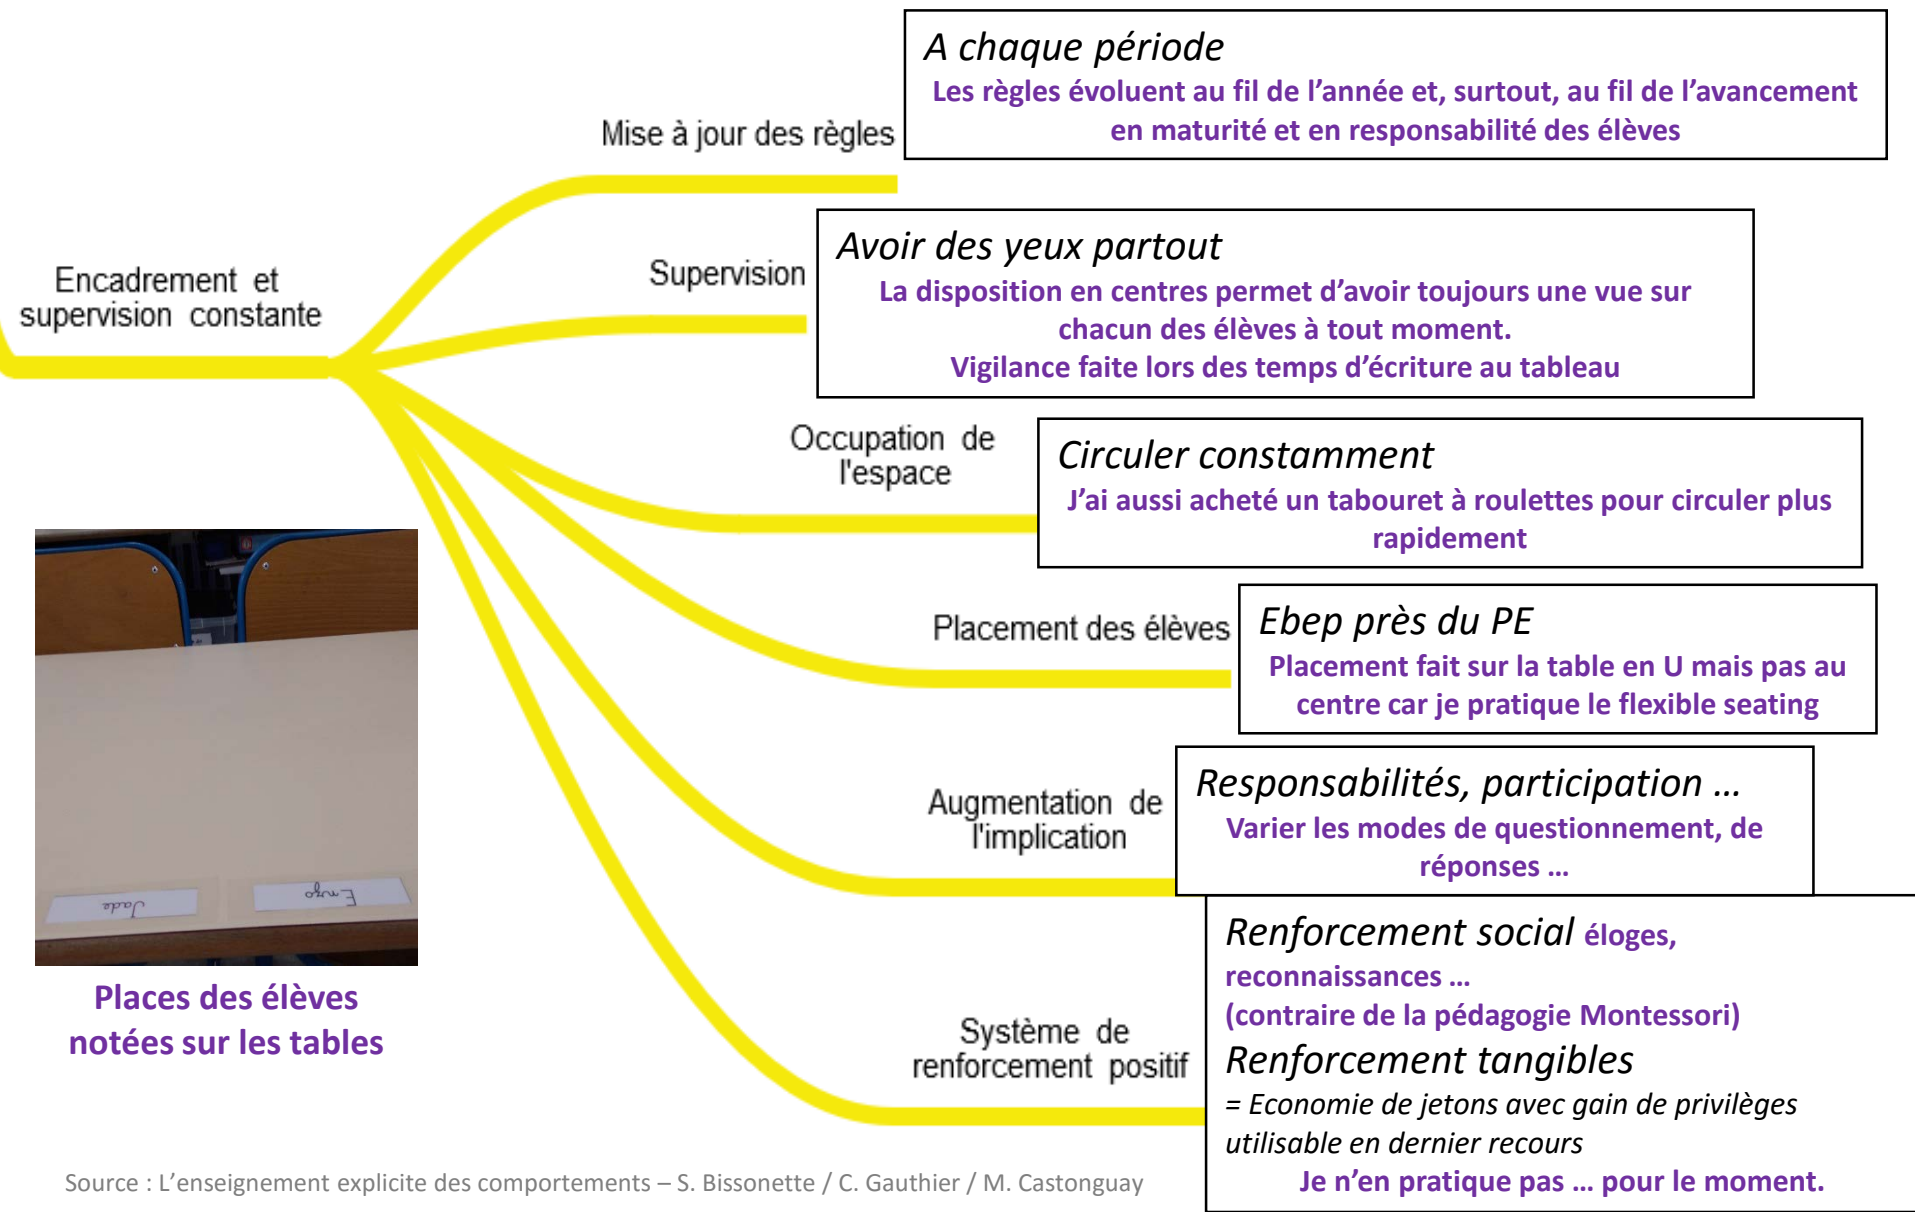 A chaque période
Les règles évoluent au fil de l’année et, surtout, au fil de l’avancement
en maturité et en responsabilité des élèves
Mise à jour des règles
Avoir des yeux partout
La disposition en centres permet d’avoir toujours une vue sur
chacun des élèves à tout moment.
Vigilance faite lors des temps d’écriture au tableau
Supervision
Encadrement et
supervision constante
Occupation de
l'espace
Circuler constamment
J’ai aussi acheté un tabouret à roulettes pour circuler plus
rapidement
Placement des élèves
Ebep près du PE
Placement fait sur la table en U mais pas au
centre car je pratique le flexible seating
Augmentation de
l'implication
Responsabilités, participation …
Varier les modes de questionnement, de
réponses …
Jade
Enzo
Places des élèves
notées sur les tables
Système de
renforcement positif
Renforcement social éloges,
reconnaissances …
(contraire de la pédagogie Montessori)
Renforcement tangibles
= Economie de jetons avec gain de privilèges
utilisable en dernier recours
Je n’en pratique pas … pour le moment.
Source : L’enseignement explicite des comportements – S. Bissonette / C. Gauthier / M. Castonguay